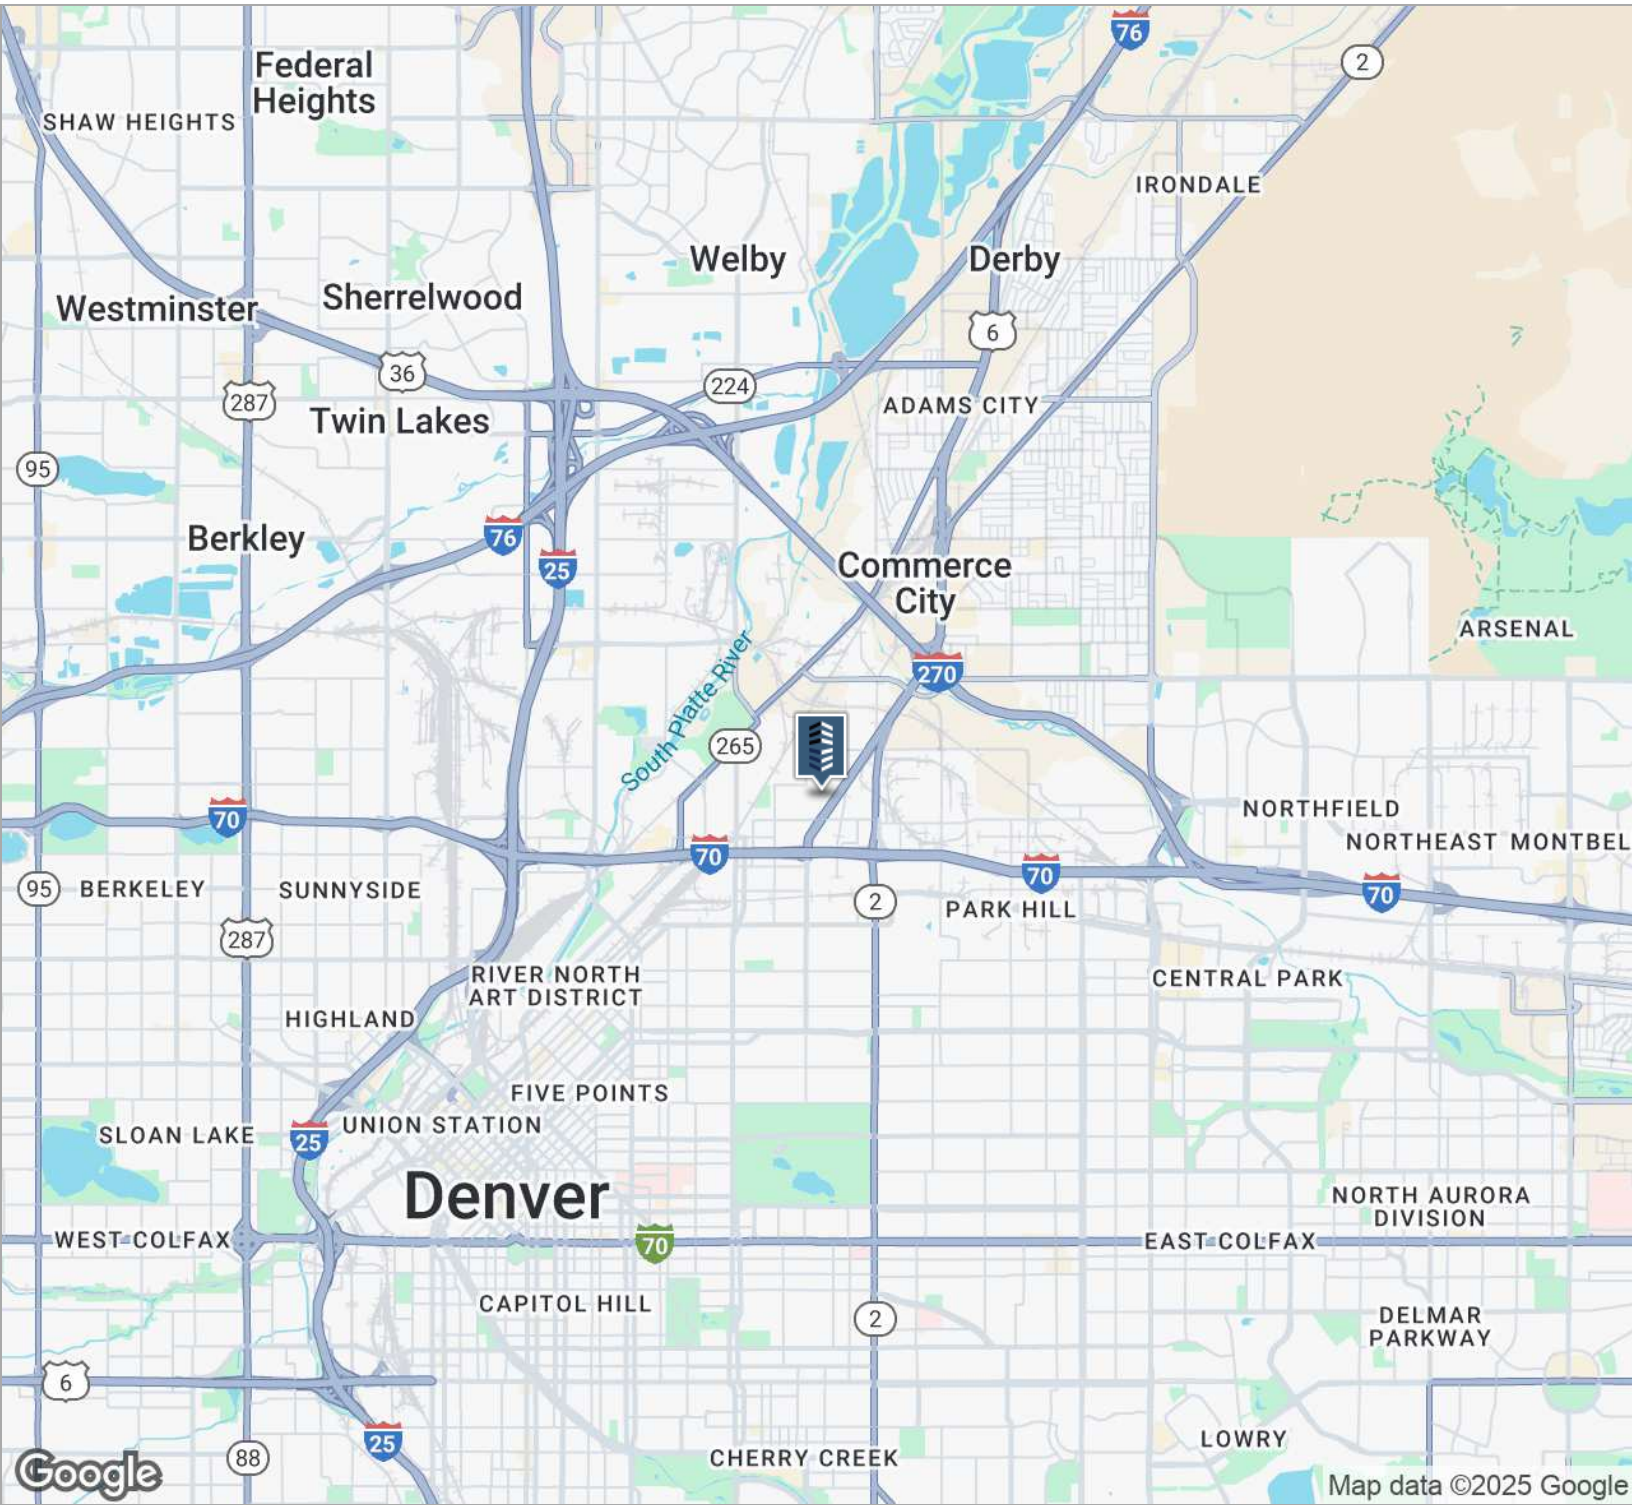 76
2
Federal
Heights
SHAW HEIGHTS
IRONDALE
Welby
Derby
Westminster
Sherrelwood
6
36
224
287
ADAMS CITY
Twin Lakes
95
76
Berkley
25
Commerce
City
ARSENAL
270
South Platte River
265
70
NORTHFIELD
NORTHEAST MONTBEL
70
70
70
95
BERKELEY
SUNNYSIDE
2
PARK HILL
287
RIVER NORTH
ART DISTRICT
CENTRAL PARK
HIGHLAND
FIVE POINTS
UNION STATION
25
SLOAN LAKE
Denver
NORTH AURORA
DIVISION
WEST COLFAX
70
EAST COLFAX
CAPITOL HILL
2
DELMAR
PARKWAY
6
25
LOWRY
88
CHERRY CREEK
Google
Map data ©2025 Google